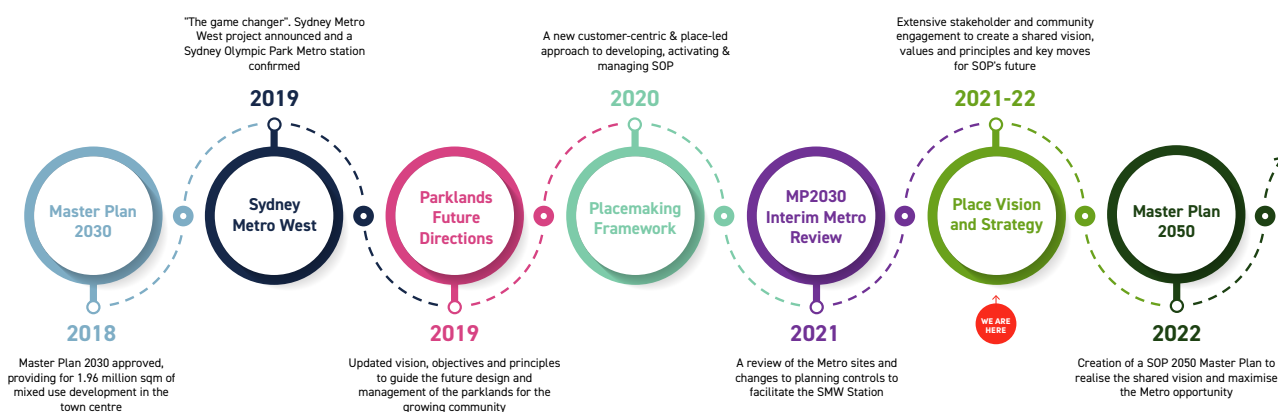 "The game changer". Sydney Metro
West project announced and a
Sydney Olympic Park Metro station
confirmed
2019
Sydney
Metro West
A new customer-centric & place-led
approach to developing, activating &
managing SOP
2020
Placemaking
Framework
Extensive stakeholder and community
engagement to create a shared vision,
values and principles and key moves
for SOP's future
2021-22
Place Vision
and Strategy
WE ARE
HERE
Master Plan
2030
2018
Master Plan 2030 approved,
providing for 1.96 million sqm of
mixed use development in the
town centre
Parklands
Future
Directions
2019
Updated vision, objectives and principles
to guide the future design and
management of the parklands for the
growing community
MP2030
Interim Metro
Review
2021
A review of the Metro sites and
changes to planning controls to
facilitate the SMW Station
Master Plan
2050
2022
Creation of a SOP 2050 Master Plan to
realise the shared vision and maximise
the Metro opportunity